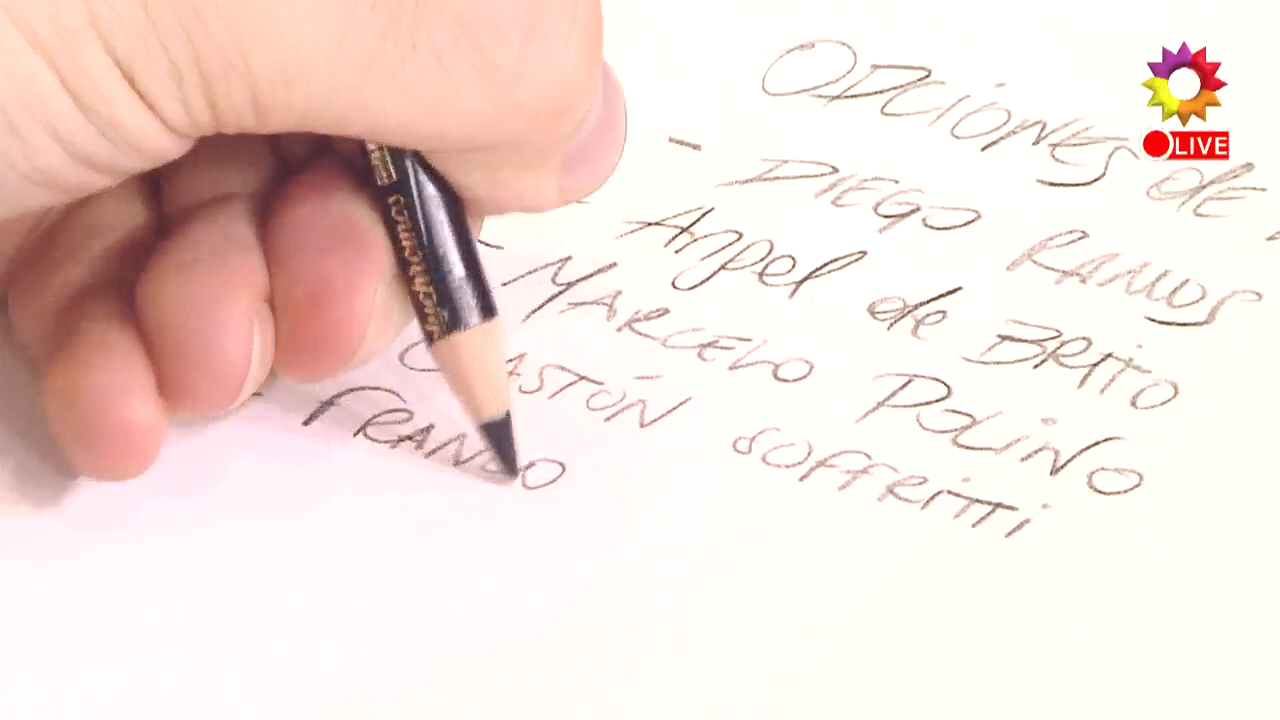 OPCIONES de
- DIEGO RAMOS
Angel de BRITO
- MARCELO POLINO
GASTÓN SOFFRITTI
FRANCO
LIVE